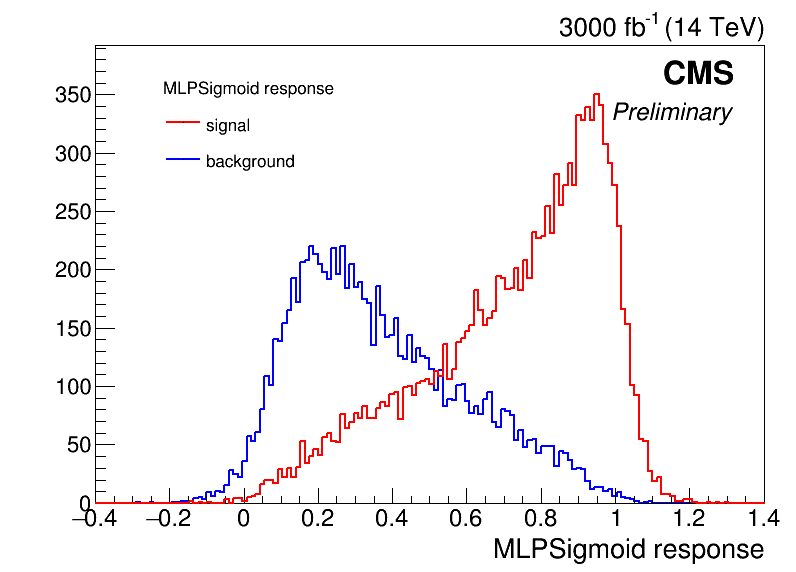 3000 fb⁻¹ (14 TeV)
CMS
Preliminary
MLPSigmoid response
signal
background
350
300
250
200
150
100
50
0
−0.4 −0.2 0 0.2 0.4 0.6 0.8 1 1.2 1.4
MLPSigmoid response